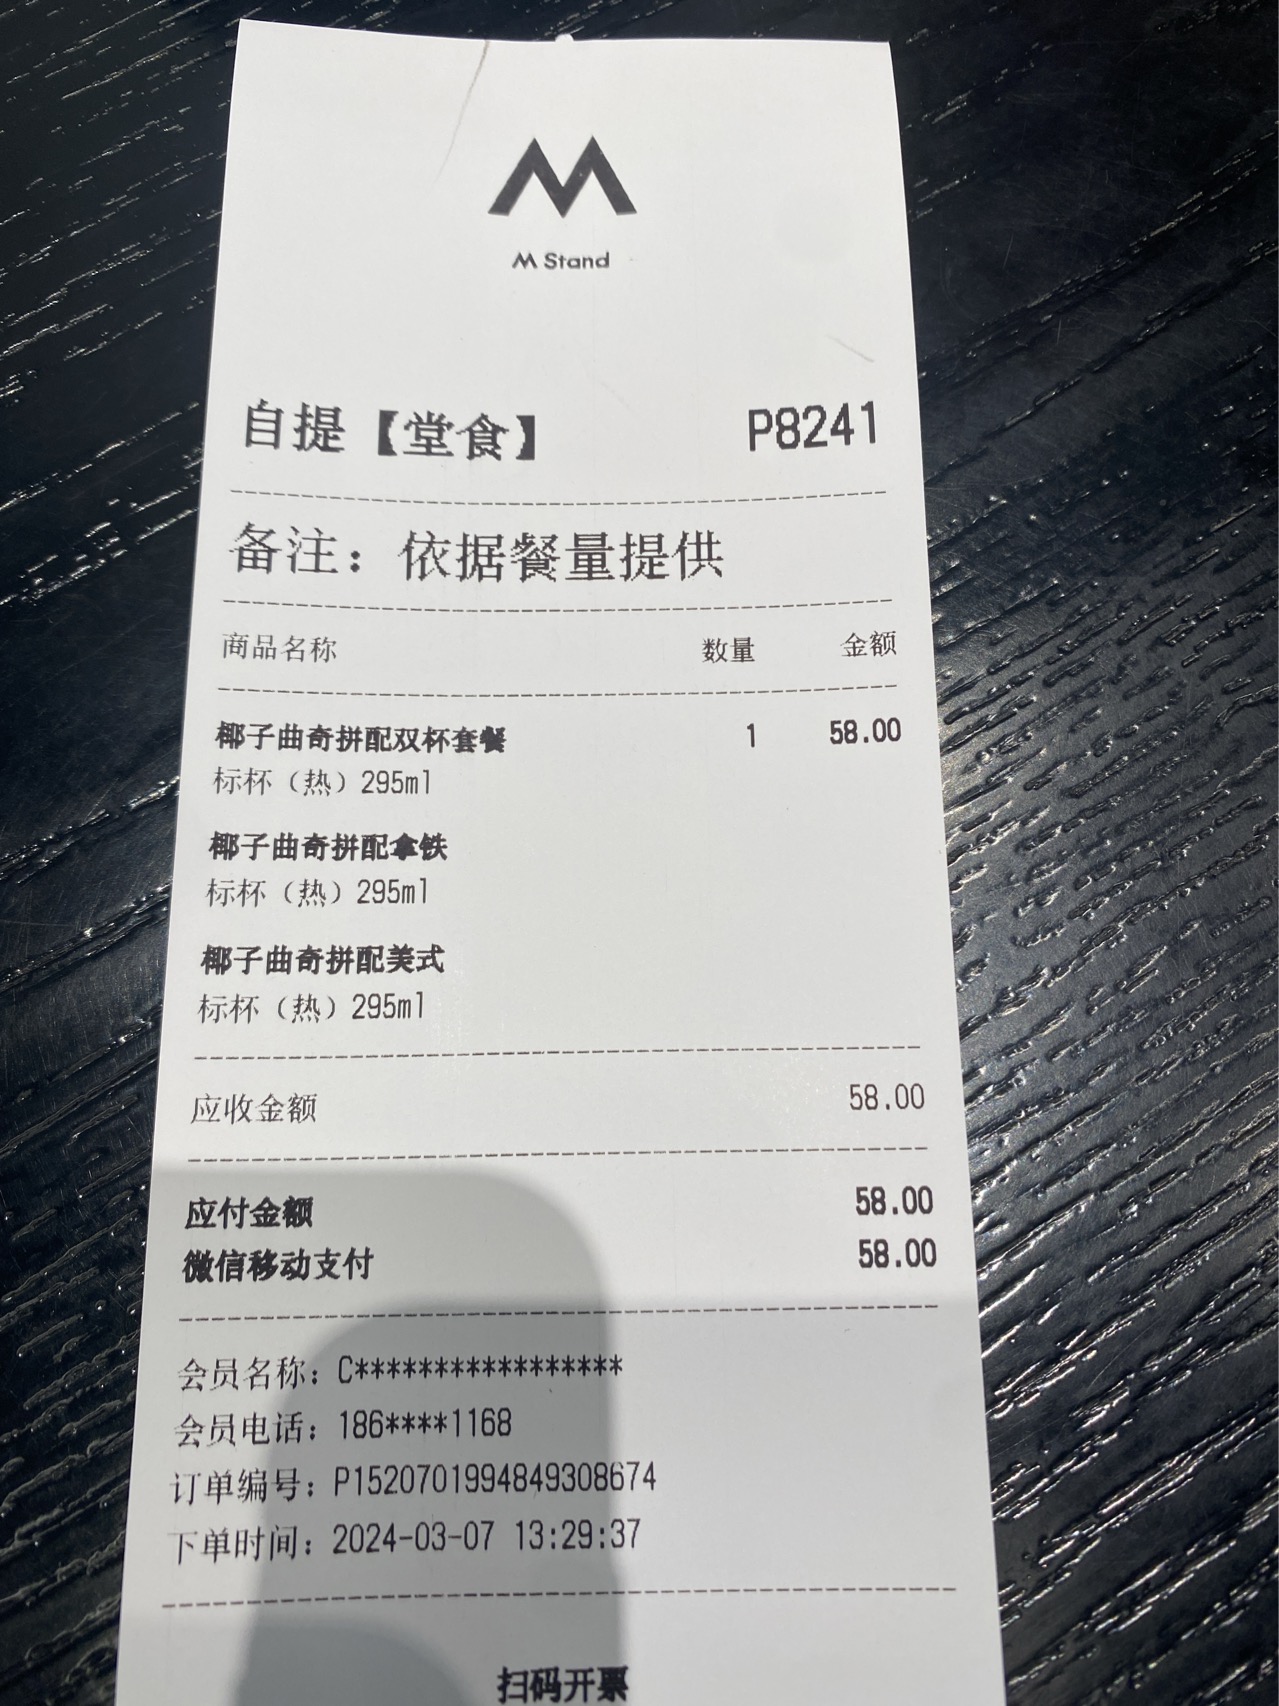 M Stand
自提【堂食】 P8241
备注：依据餐量提供
商品名称 数量 金额
椰子曲奇拼配双杯套餐 1 58.00
标杯（热）295ml
椰子曲奇拼配拿铁
标杯（热）295ml
椰子曲奇拼配美式
标杯（热）295ml
应收金额 58.00
应付金额 58.00
微信移动支付 58.00
会员名称：C*****************
会员电话：186****1168
订单编号：P1520701994849308674
下单时间：2024-03-07 13:29:37
扫码开票